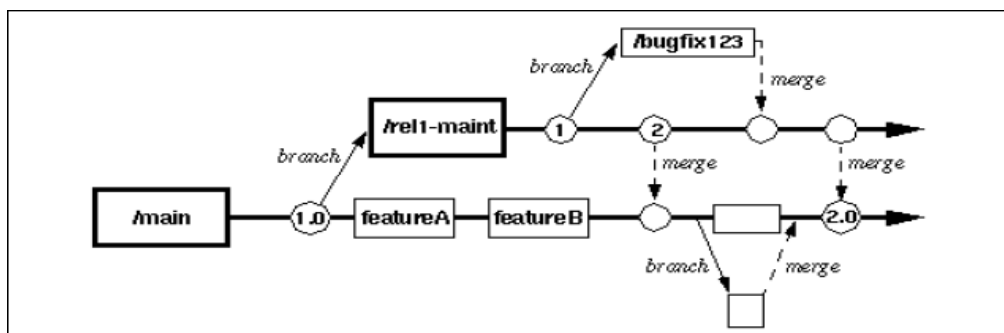 /bugfix123
branch
merge
/rel1-maint
1
2
branch
merge
merge
/main
1.0
featureA
featureB
2.0
branch
merge